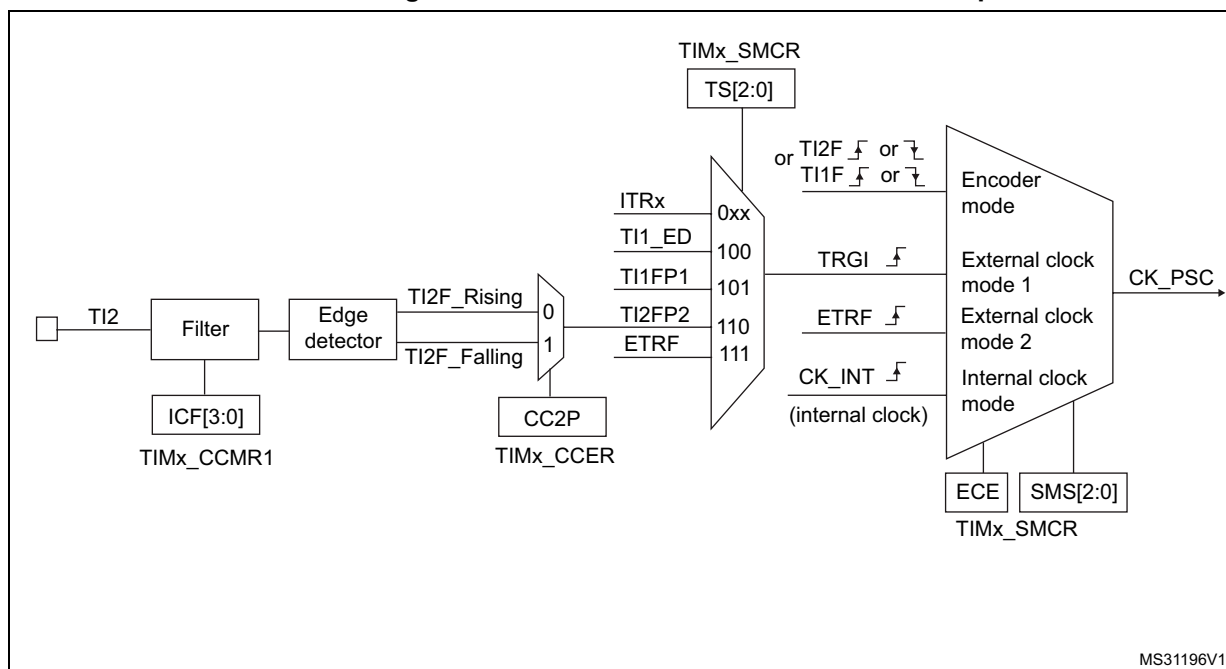 TIMx_SMCR
TS[2:0]
or TI2F or
TI1F or
Encoder
mode
ITRx
0xx
TI1_ED
100
TRGI
External clock
mode 1
CK_PSC
TI1FP1
101
TI2F_Rising
0
TI2FP2
110
ETRF
External clock
mode 2
TI2
Filter
Edge
detector
1
ETRF
111
TI2F_Falling
CK_INT
Internal clock
mode
(internal clock)
ICF[3:0]
CC2P
TIMx_CCMR1
TIMx_CCER
ECE
SMS[2:0]
TIMx_SMCR
MS31196V1